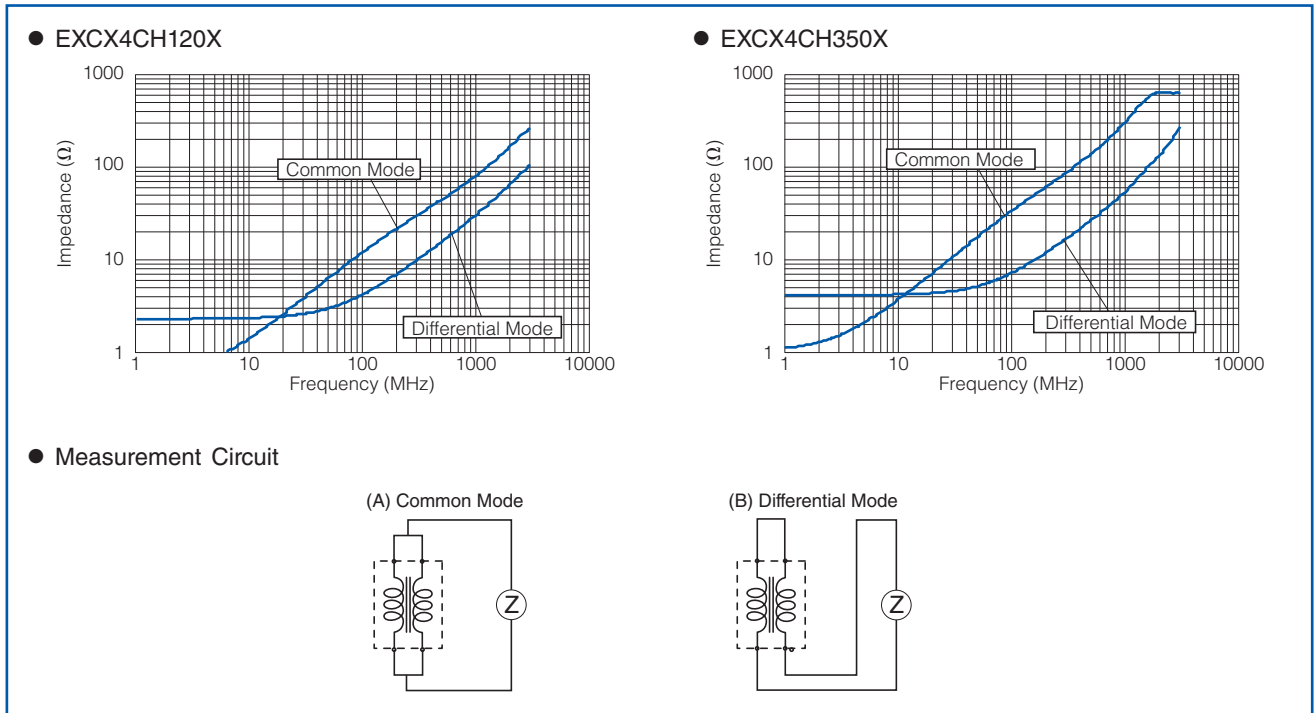 ● EXCX4CH120X
1000
100
10
1
Impedance (Ω)
Common Mode
Differential Mode
1 10 100 1000 10000
Frequency (MHz)
● EXCX4CH350X
1000
100
10
1
Impedance (Ω)
Common Mode
Differential Mode
1 10 100 1000 10000
Frequency (MHz)
● Measurement Circuit
(A) Common Mode
Z
(B) Differential Mode
Z